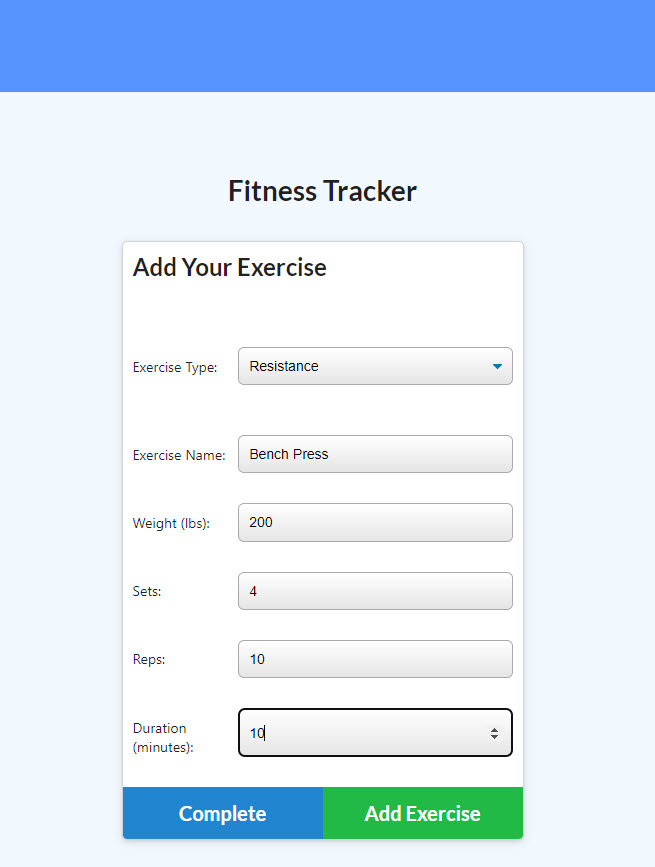 Fitness Tracker
Add Your Exercise
Exercise Type: Resistance
Exercise Name: Bench Press
Weight (lbs): 200
Sets: 4
Reps: 10
Duration
(minutes): 10
Complete Add Exercise